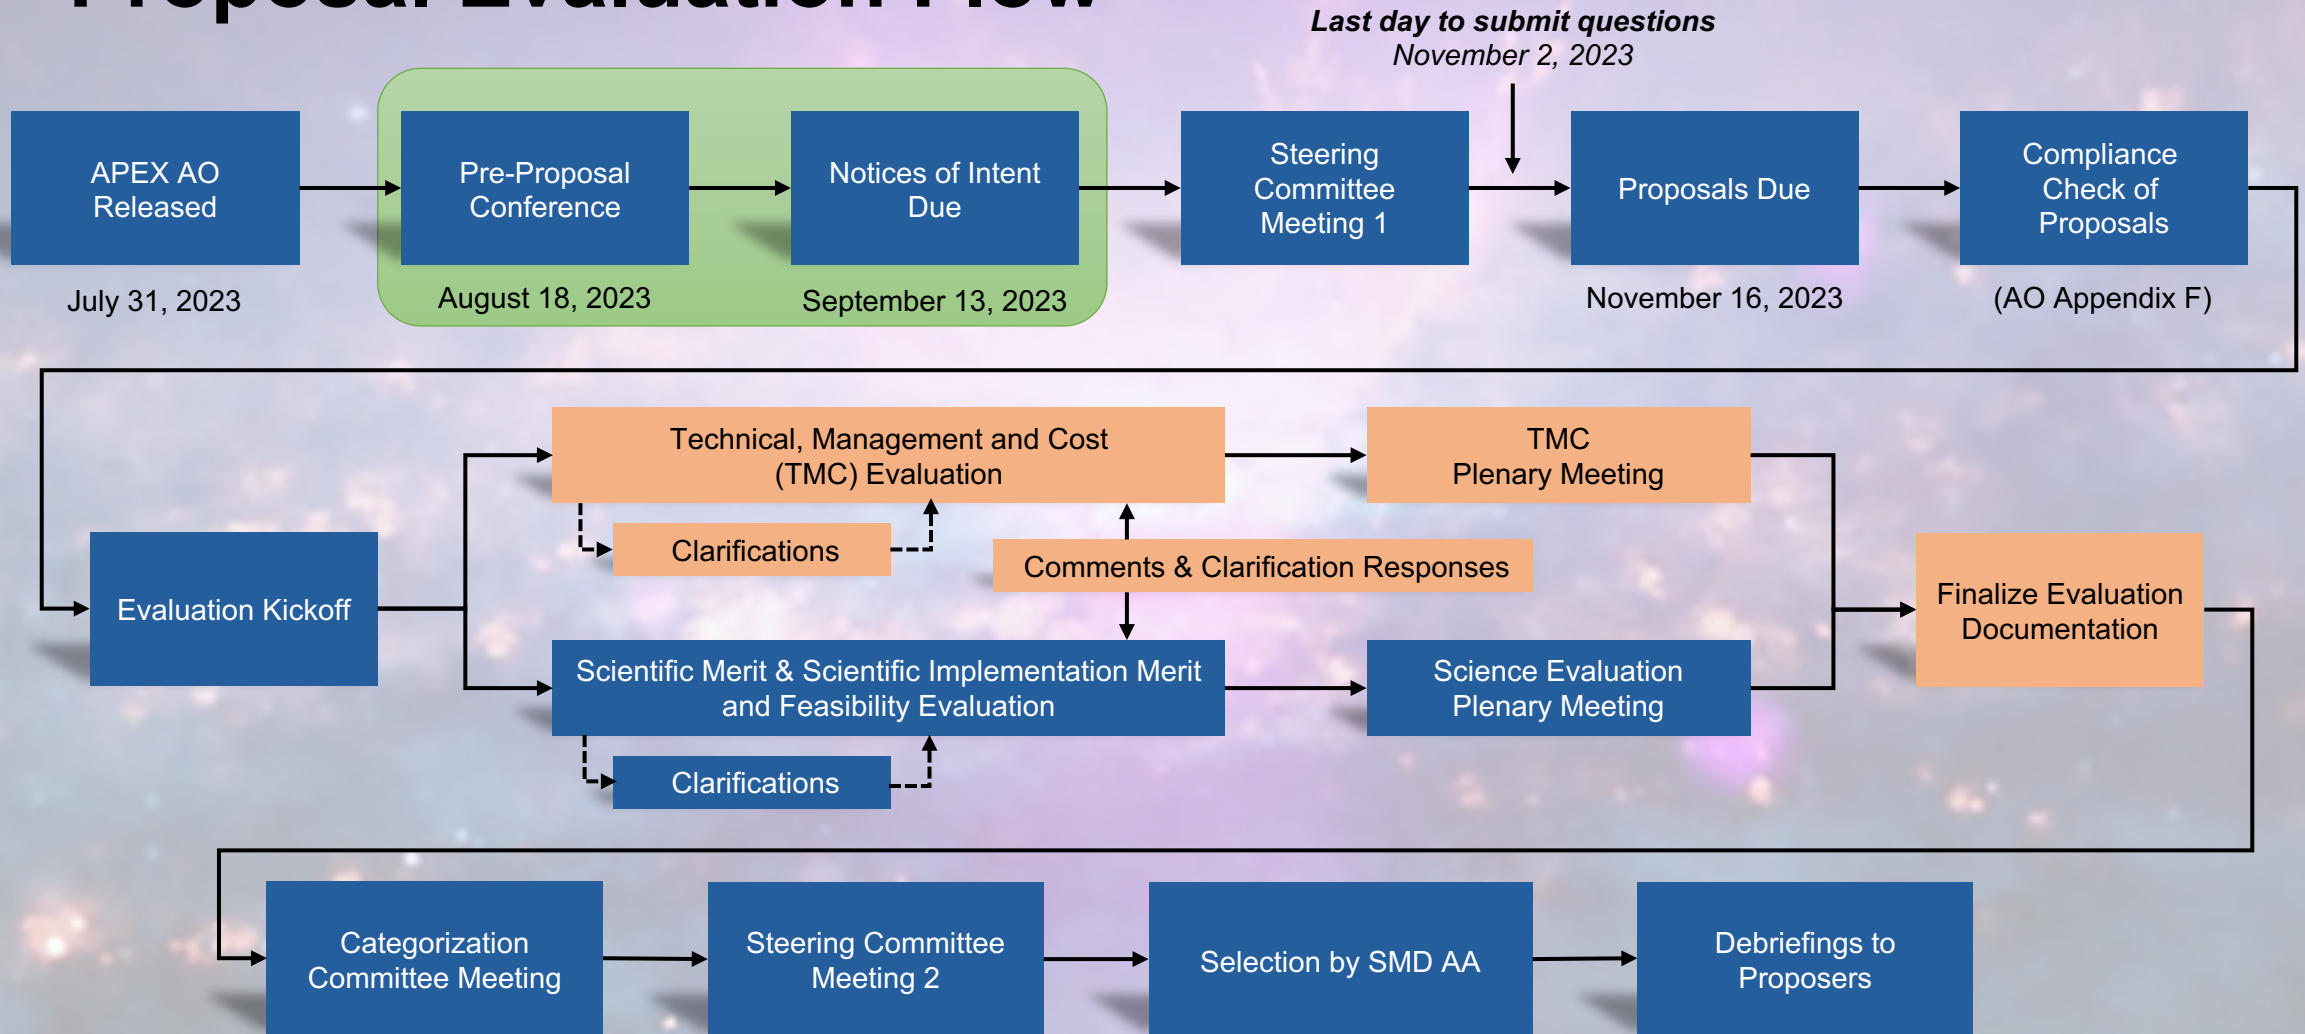 Proposal Evaluation Flow
Last day to submit questions
November 2, 2023
APEX AO
Released
Pre-Proposal
Conference
Notices of Intent
Due
Steering
Committee
Meeting 1
Proposals Due
Compliance
Check of
Proposals
July 31, 2023
August 18, 2023
September 13, 2023
November 16, 2023
(AO Appendix F)
Technical, Management and Cost
(TMC) Evaluation
TMC
Plenary Meeting
Clarifications
Comments & Clarification Responses
Evaluation Kickoff
Finalize Evaluation
Documentation
Scientific Merit & Scientific Implementation Merit
and Feasibility Evaluation
Science Evaluation
Plenary Meeting
Clarifications
Categorization
Committee Meeting
Steering Committee
Meeting 2
Selection by SMD AA
Debriefings to
Proposers